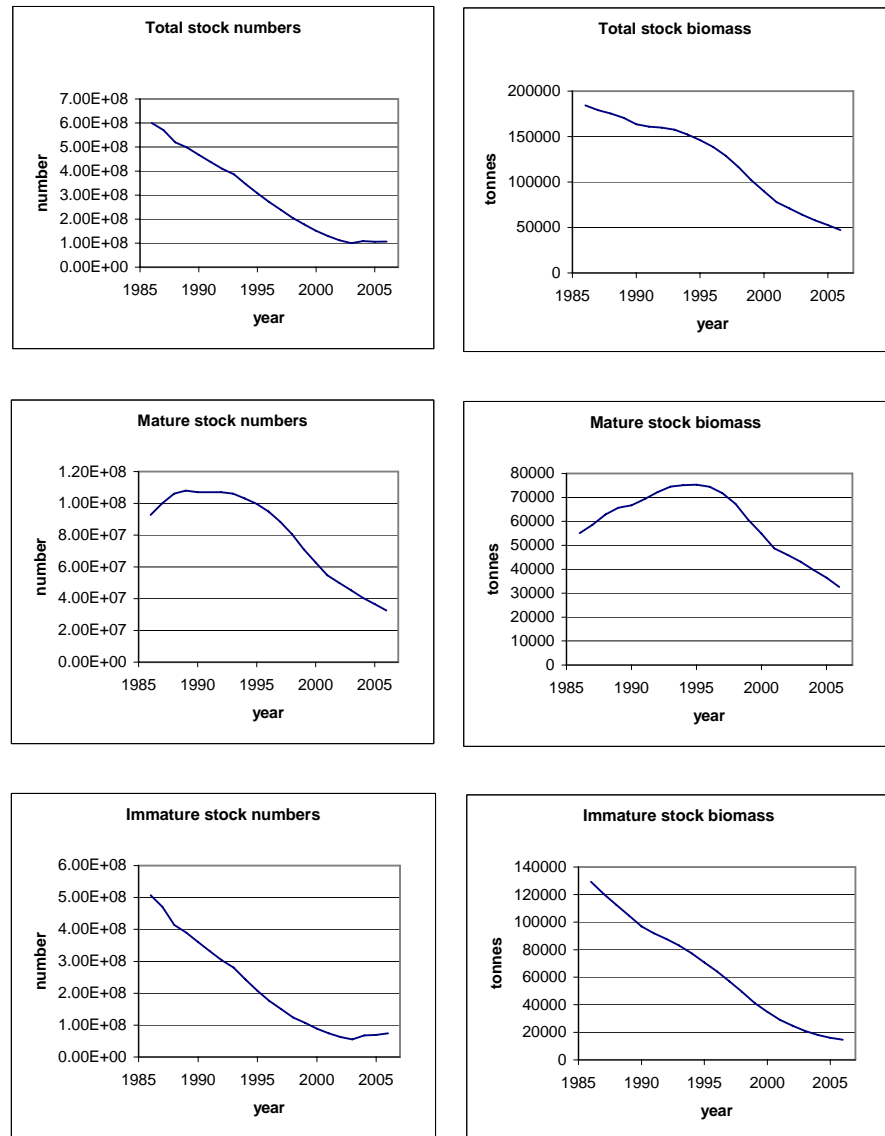 Total stock numbers
7.00E+08
6.00E+08
5.00E+08
4.00E+08
3.00E+08
2.00E+08
1.00E+08
0.00E+00
1985 1990 1995 2000 2005
year
number
Total stock biomass
200000
150000
100000
50000
0
1985 1990 1995 2000 2005
year
tonnes
Mature stock numbers
1.20E+08
1.00E+08
8.00E+07
6.00E+07
4.00E+07
2.00E+07
0.00E+00
1985 1990 1995 2000 2005
year
number
Mature stock biomass
80000
70000
60000
50000
40000
30000
20000
10000
0
1985 1990 1995 2000 2005
year
tonnes
Immature stock numbers
6.00E+08
5.00E+08
4.00E+08
3.00E+08
2.00E+08
1.00E+08
0.00E+00
1985 1990 1995 2000 2005
year
number
Immature stock biomass
140000
120000
100000
80000
60000
40000
20000
0
1985 1990 1995 2000 2005
year
tonnes